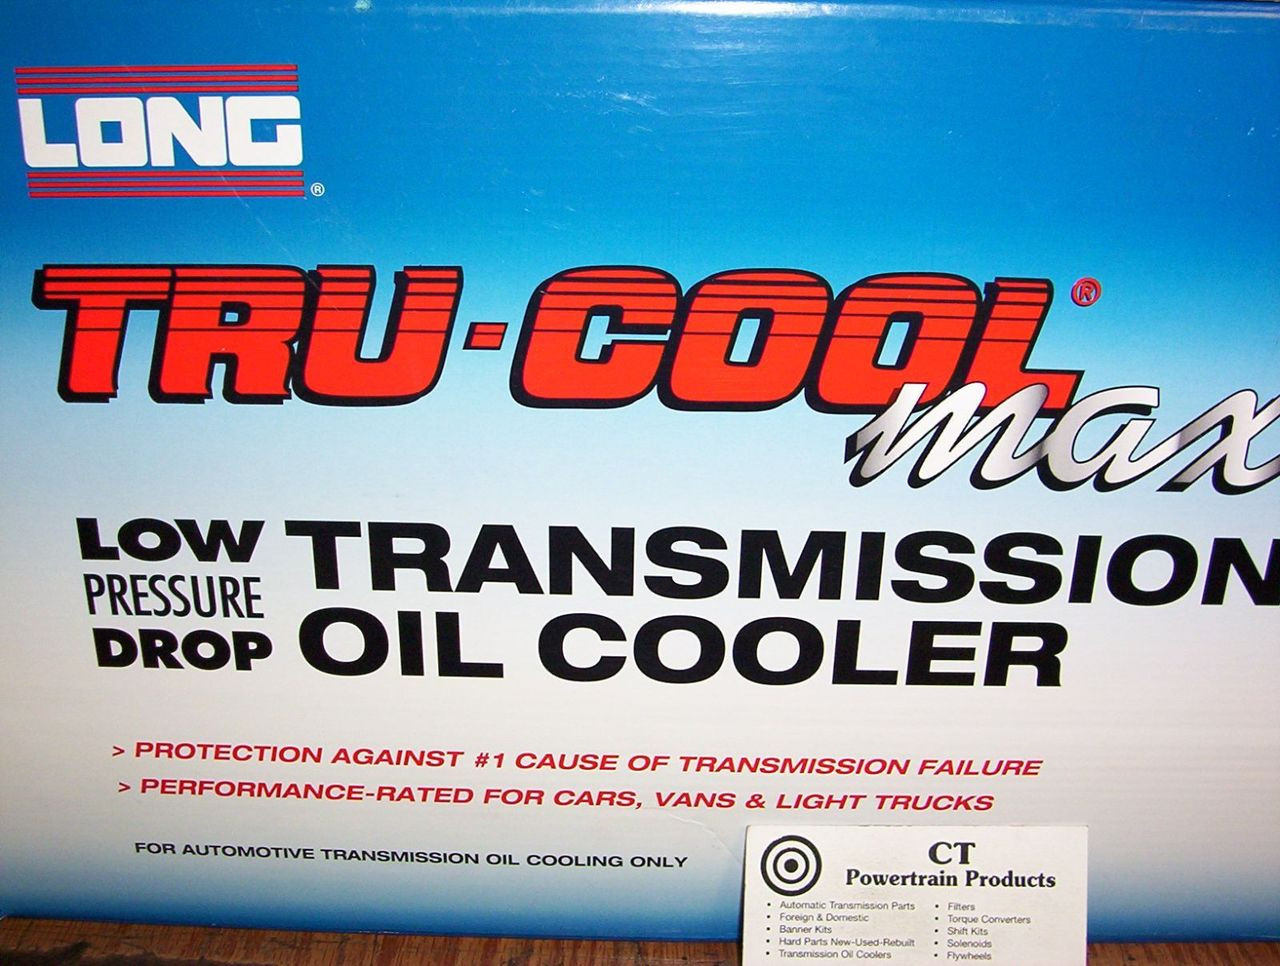 LONG ®
TRU-COOL®
max
LOW PRESSURE DROP
TRANSMISSION
OIL COOLER
> PROTECTION AGAINST #1 CAUSE OF TRANSMISSION FAILURE
> PERFORMANCE-RATED FOR CARS, VANS & LIGHT TRUCKS
FOR AUTOMOTIVE TRANSMISSION OIL COOLING ONLY
CT
Powertrain Products
• Automatic Transmission Parts
• Foreign & Domestic
• Banner Kits
• Hard Parts New-Used-Rebuilt
• Transmission Oil Coolers
• Filters
• Torque Converters
• Shift Kits
• Solenoids
• Flywheels